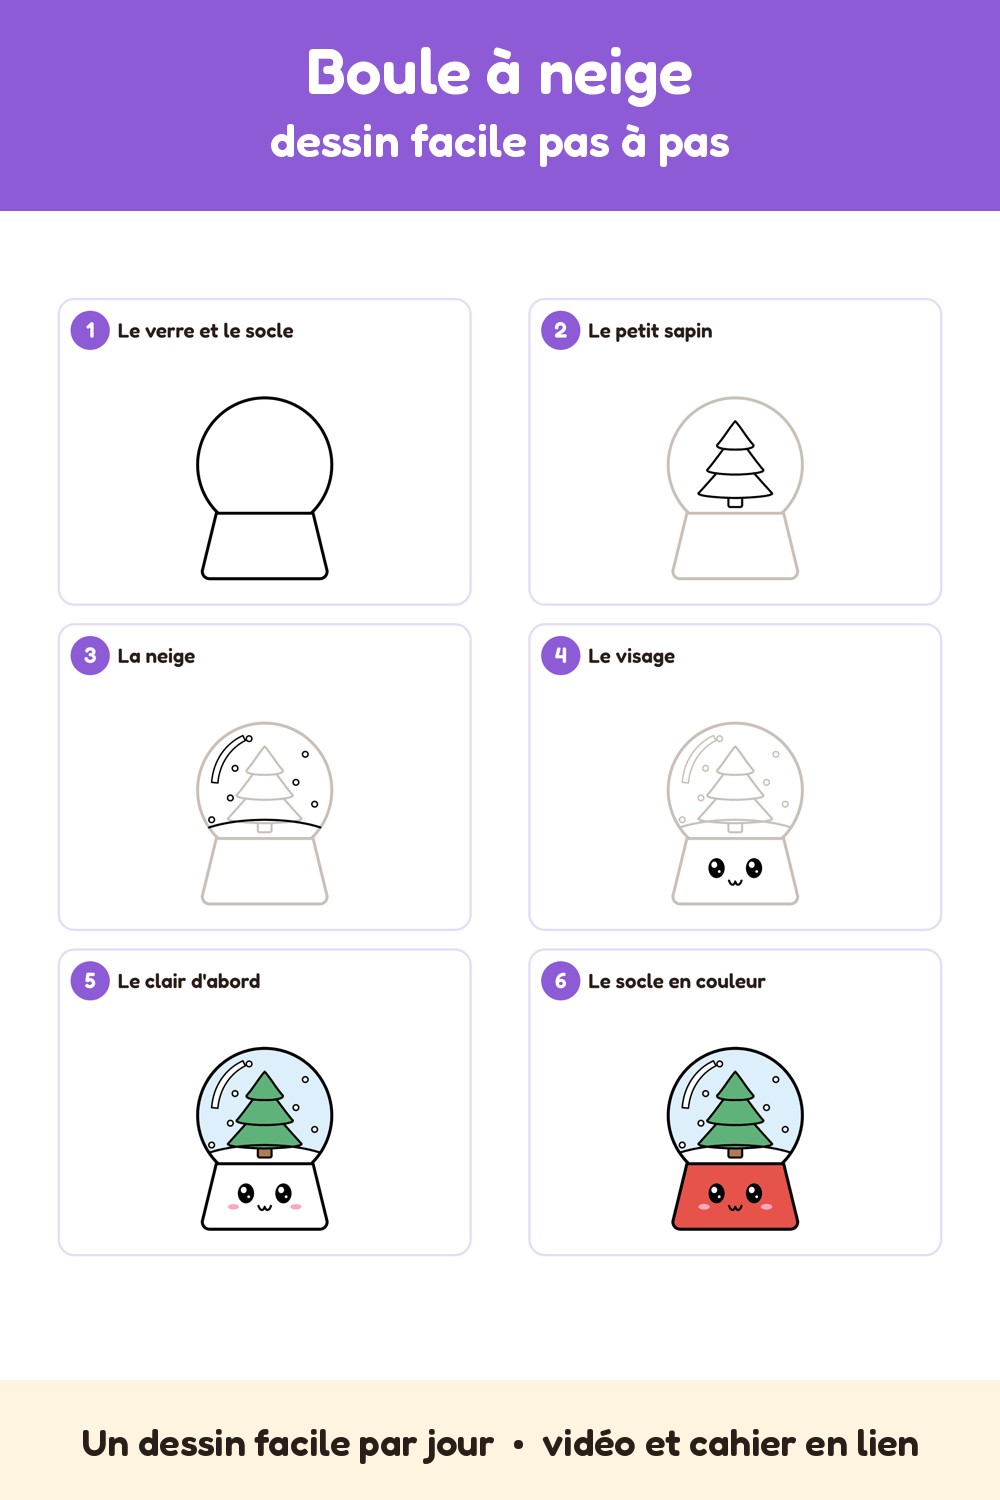 Boule à neige
dessin facile pas à pas
1 Le verre et le socle
2 Le petit sapin
3 La neige
4 Le visage
5 Le clair d'abord
6 Le socle en couleur
Un dessin facile par jour • vidéo et cahier en lien